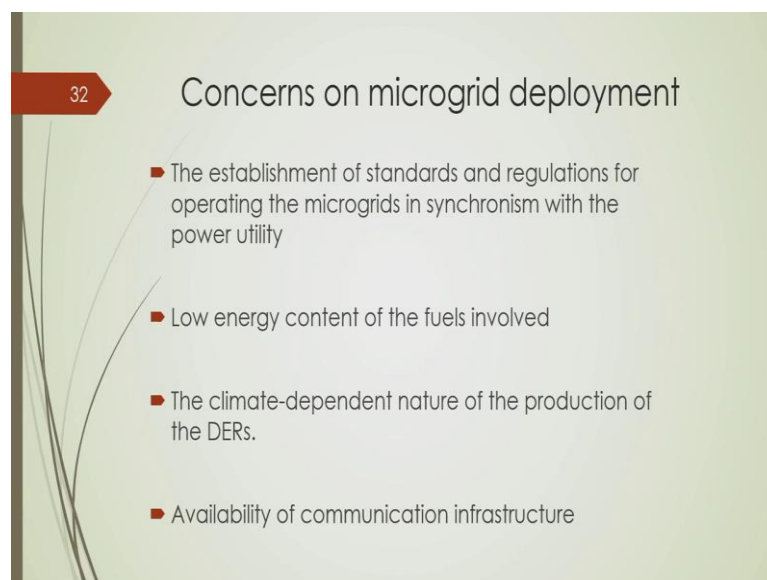 32
Concerns on microgrid deployment
The establishment of standards and regulations for
operating the microgrids in synchronism with the
power utility
Low energy content of the fuels involved
The climate-dependent nature of the production of
the DERs.
Availability of communication infrastructure